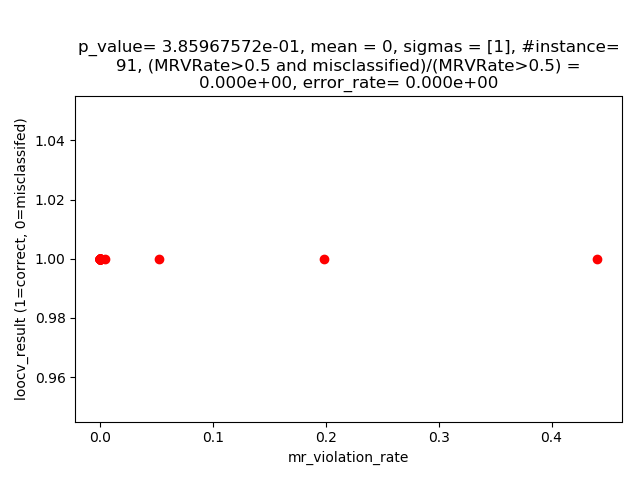 p_value= 3.85967572e-01, mean = 0, sigmas = [1], #instance=
91, (MRVRate>0.5 and misclassified)/(MRVRate>0.5) =
0.000e+00, error_rate= 0.000e+00
loocv_result (1=correct, 0=misclassifed)
1.04
1.02
1.00
0.98
0.96
0.0 0.1 0.2 0.3 0.4
mr_violation_rate